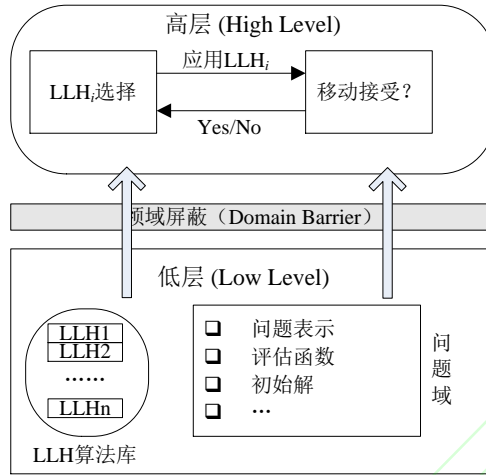 高层 (High Level)
应用LLHi
LLHi选择
移动接受？
Yes/No
领域屏蔽（Domain Barrier）
低层 (Low Level)
LLH1
LLH2
……
LLHn
LLH算法库
❑ 问题表示
❑ 评估函数
❑ 初始解
❑ …
问题域